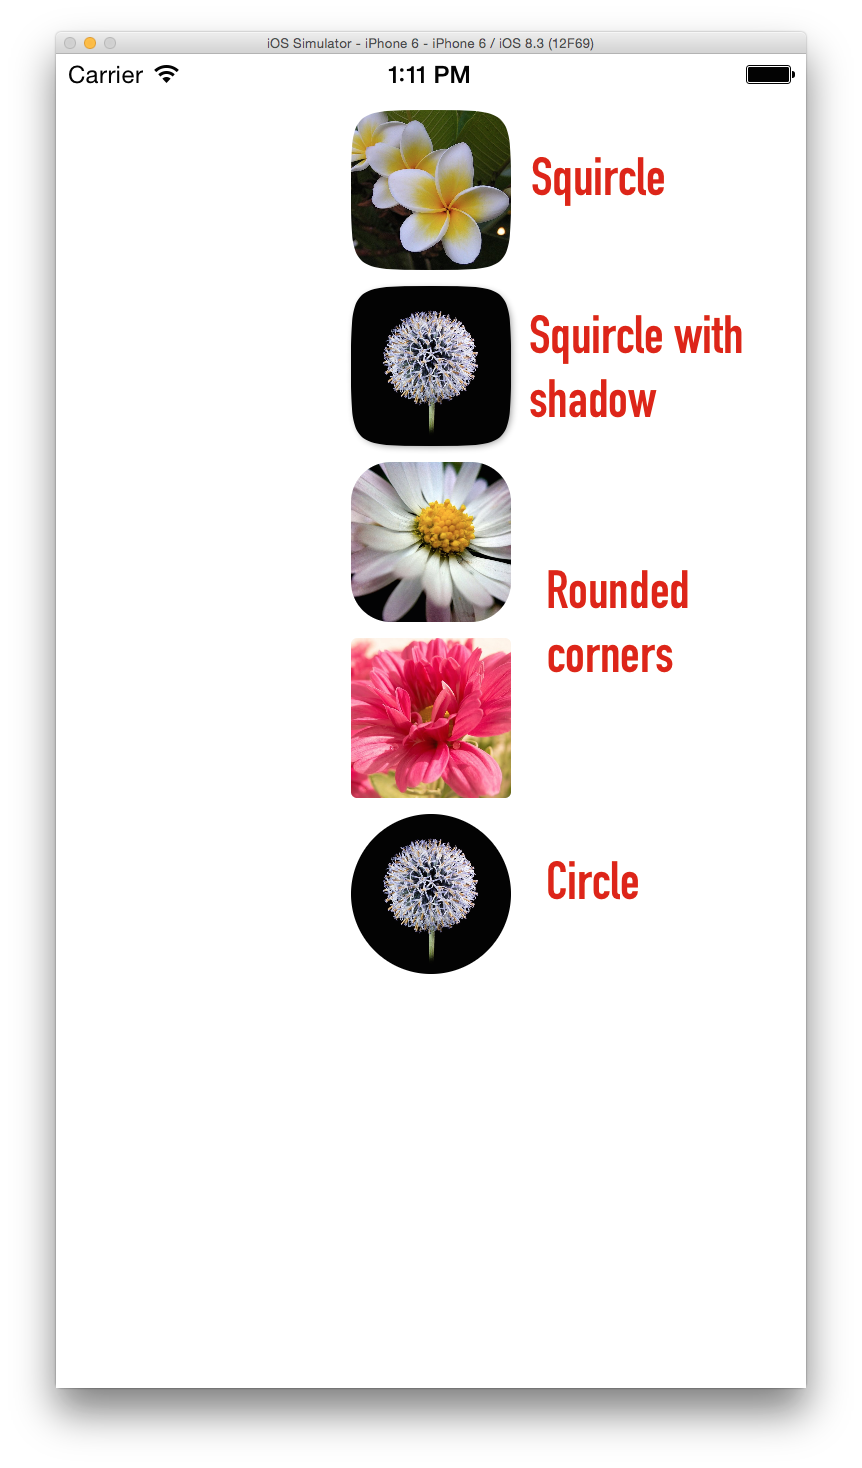 iOS Simulator - iPhone 6 - iPhone 6 / iOS 8.3 (12F69)
Carrier 1:11 PM
Squircle
Squircle with
shadow
Rounded
corners
Circle